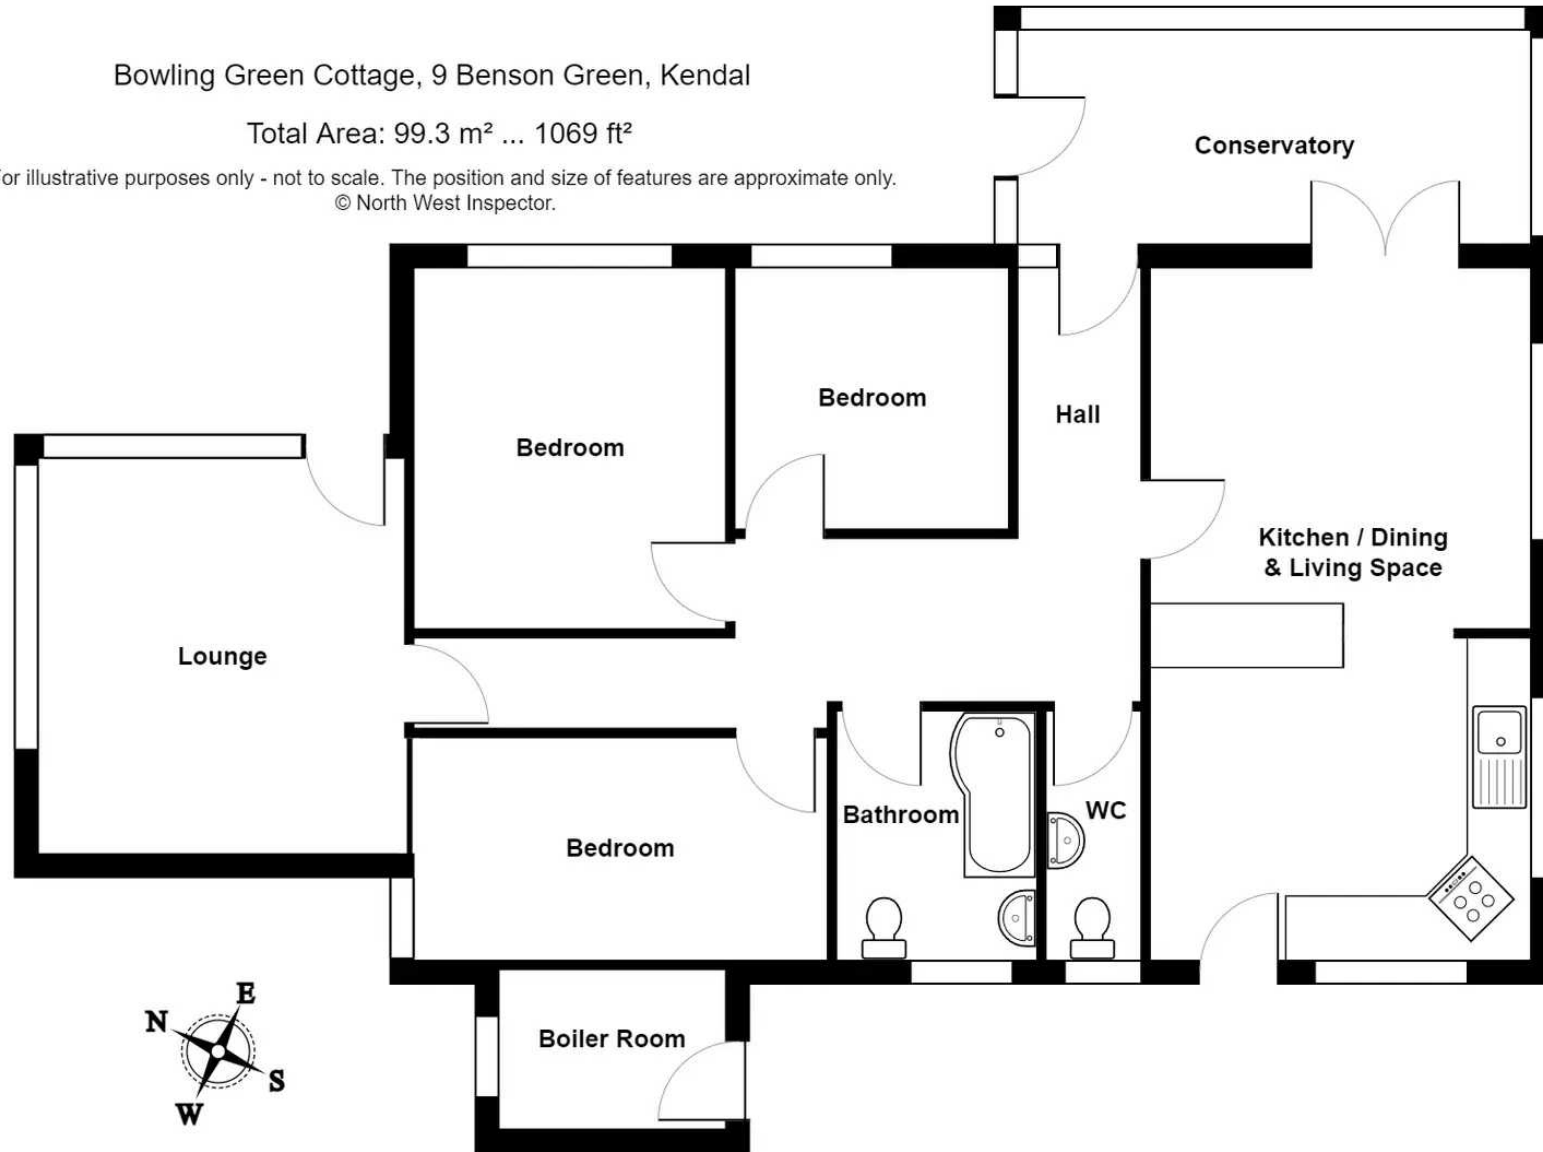 Bowling Green Cottage, 9 Benson Green, Kendal
Total Area: 99.3 m² ... 1069 ft²
or illustrative purposes only - not to scale. The position and size of features are approximate only.
© North West Inspector.
Conservatory
Bedroom
Hall
Bedroom
Kitchen / Dining
& Living Space
Lounge
Bathroom
WC
Bedroom
Boiler Room
E
N
S
W